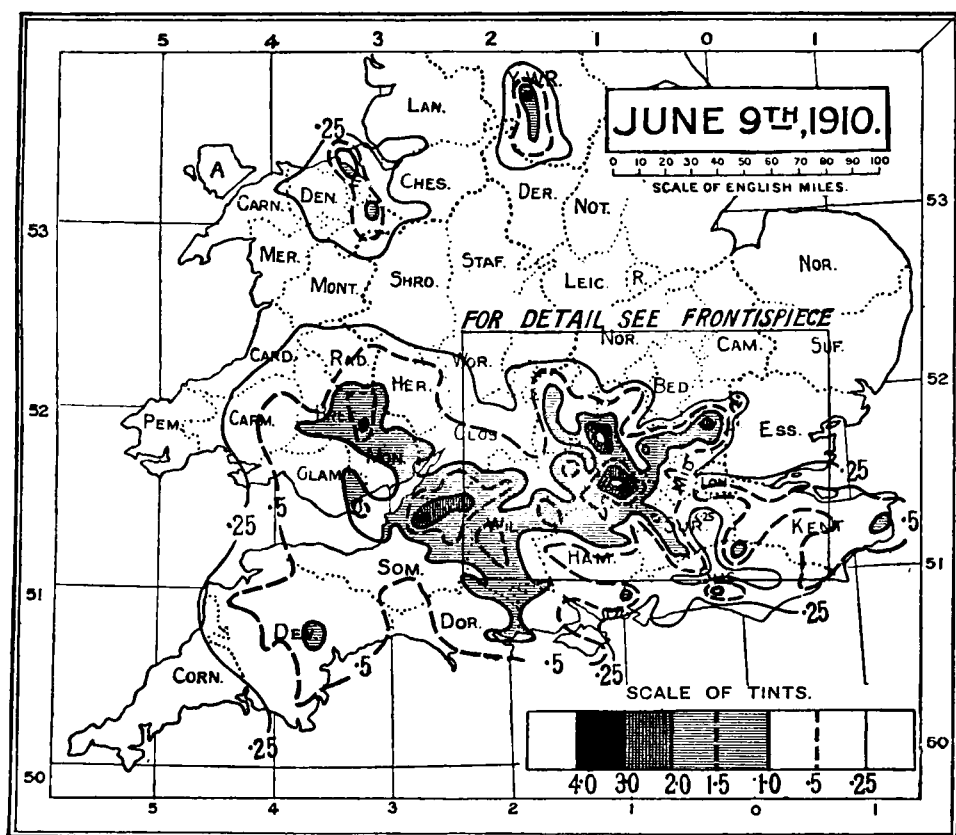 4 3 2 1 0 1
Y.WR.
LAN.
JUNE 9TH, 1910.
·25
0 10 20 30 40 50 60 70 80 90 100
SCALE OF ENGLISH MILES.
A
CHES.
DER.
CARN.
DEN.
NOT.
53
53
MER.
STAF.
NOR.
MONT.
SHRO.
LEIC.
R.
FOR DETAIL SEE FRONTISPIECE
NOR.
CARD.
RAD.
WOR.
CAM.
SUF.
HER.
BED
52
52
PEM.
CARM.
GLOS
ESS.
MON.
MID
GLAM
LON
·25
·25
·5
WIL
SUR
·25
KENT
·5
HAM.
51
SOM.
51
·25
DOR.
DEV
·5
·5
·25
CORN.
SCALE OF TINTS.
·25
50
50
4·0 3·0 2·0 1·5 1·0 ·5 ·25
5 4 3 2 1 0 1